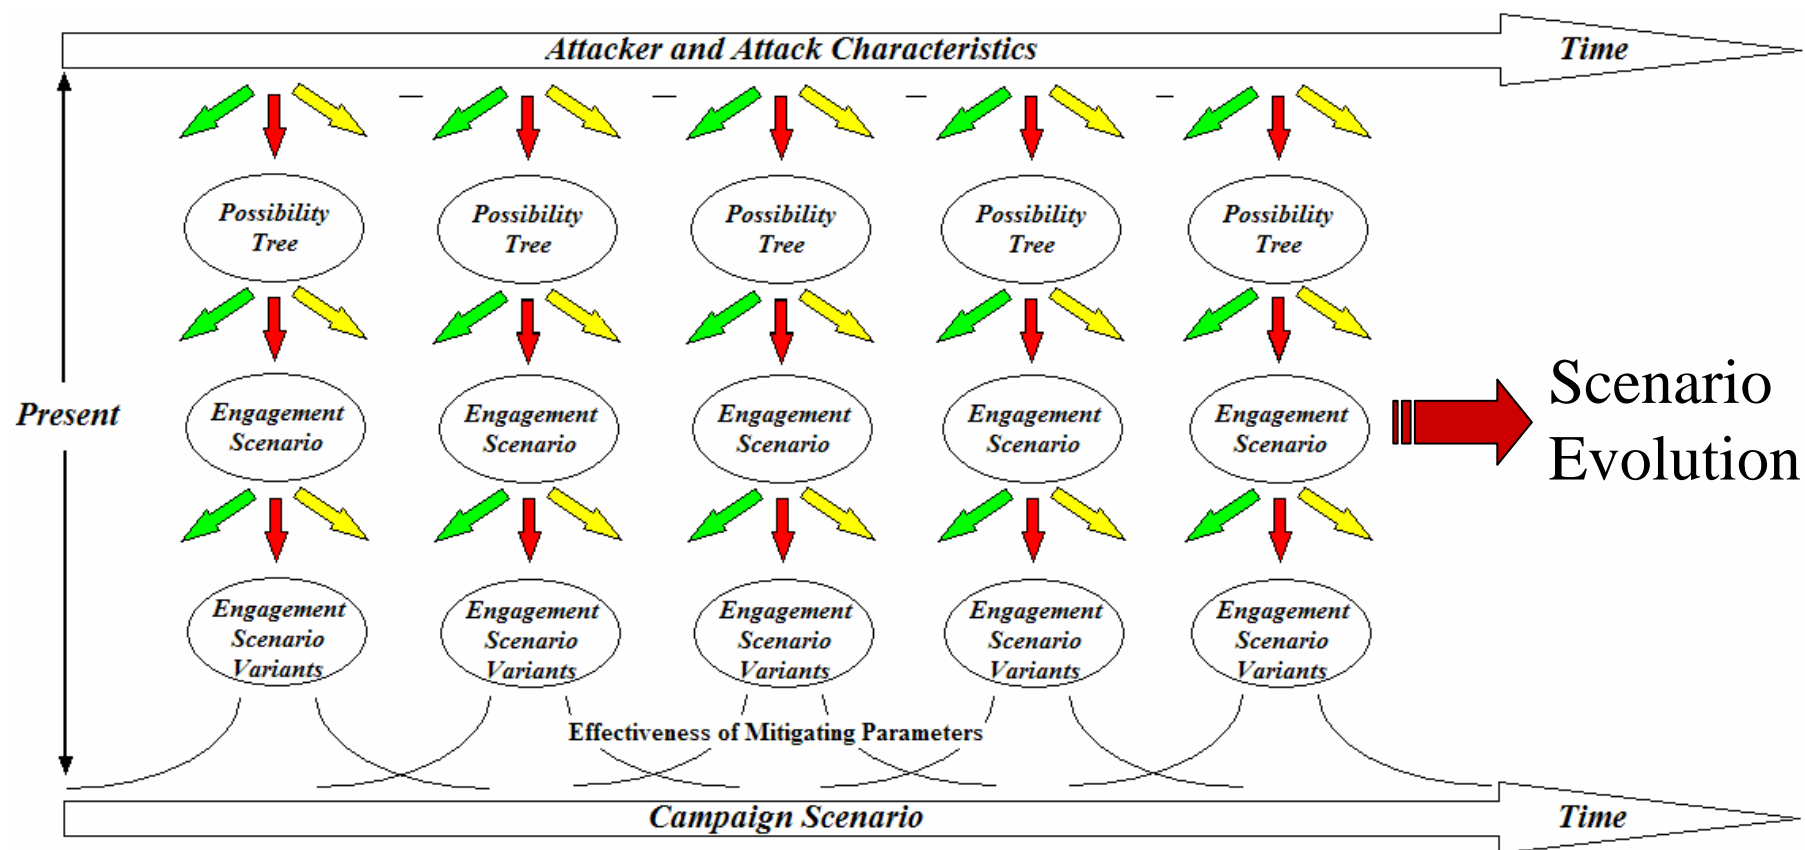 Attacker and Attack Characteristics
Time
Possibility
Tree
Possibility
Tree
Possibility
Tree
Possibility
Tree
Possibility
Tree
Present
Engagement
Scenario
Engagement
Scenario
Engagement
Scenario
Engagement
Scenario
Engagement
Scenario
Scenario
Evolution
Engagement
Scenario
Variants
Engagement
Scenario
Variants
Engagement
Scenario
Variants
Engagement
Scenario
Variants
Engagement
Scenario
Variants
Effectiveness of Mitigating Parameters
Campaign Scenario
Time